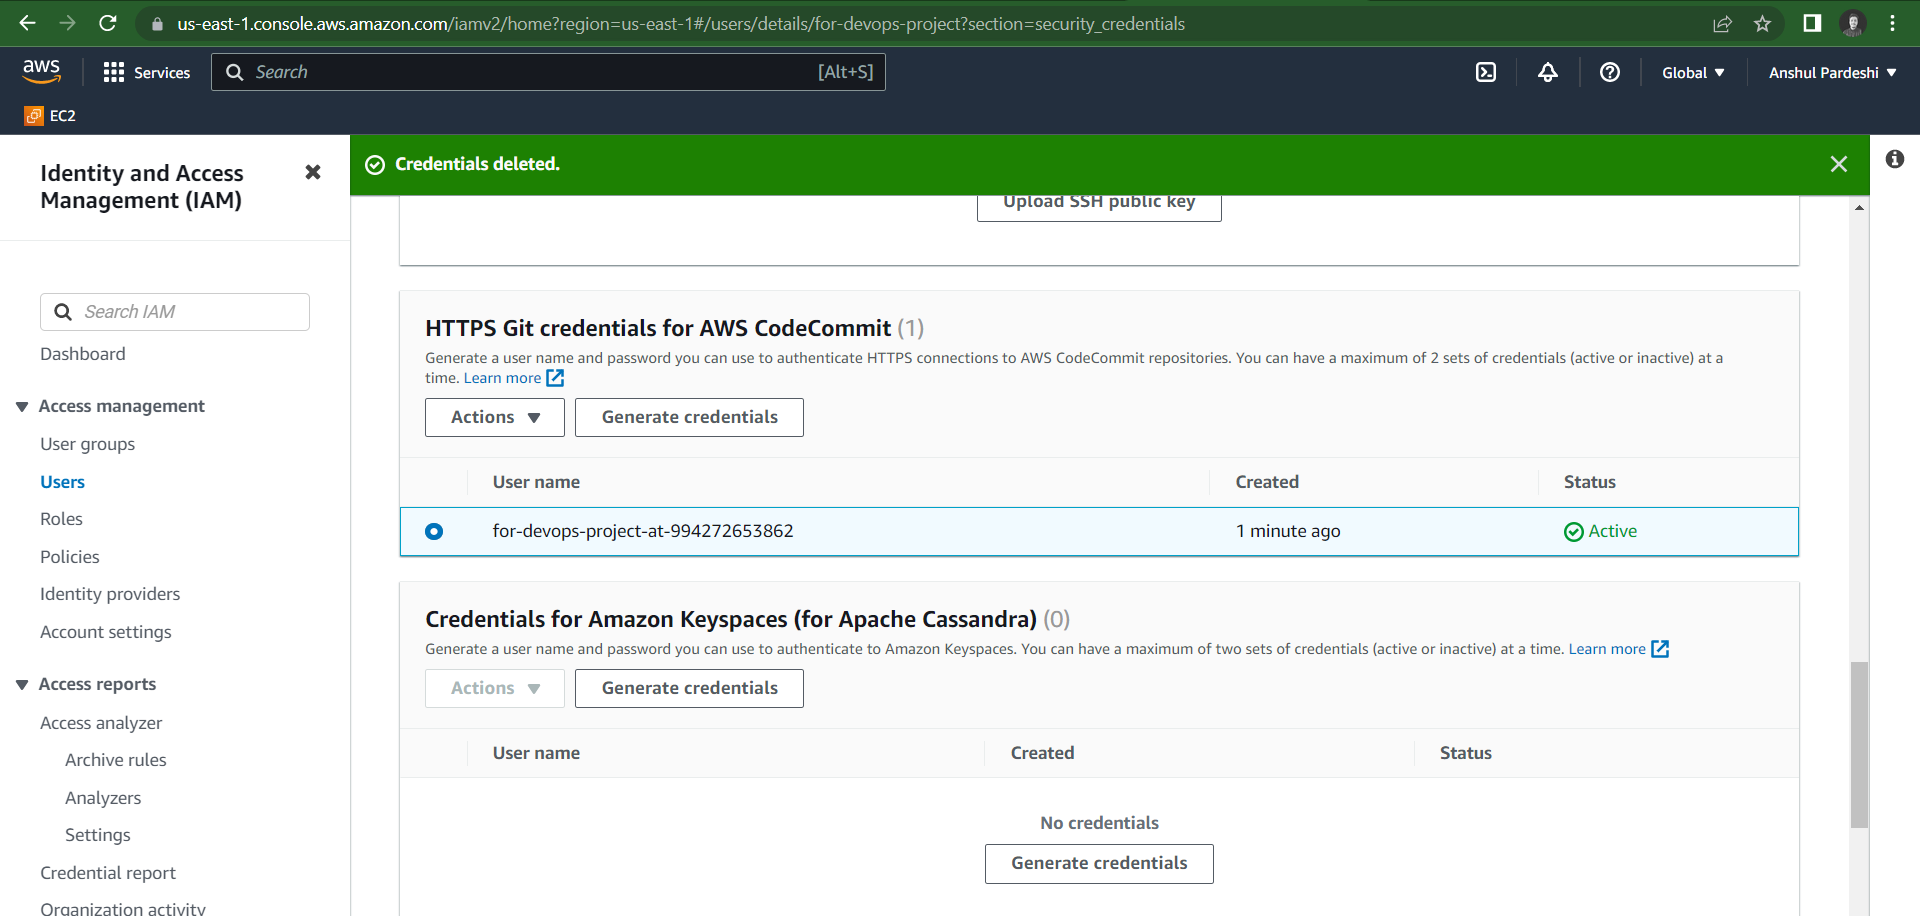 us-east-1.console.aws.amazon.com/iamv2/home?region=us-east-1#/users/details/for-devops-project?section=security_credentials
aws
Services
Search
[Alt+S]
Global
Anshul Pardeshi
EC2
Identity and Access
Management (IAM)
Search IAM
Dashboard
Access management
User groups
Users
Roles
Policies
Identity providers
Account settings
Access reports
Access analyzer
Archive rules
Analyzers
Settings
Credential report
Organization activity
Credentials deleted.
Upload SSH public key
HTTPS Git credentials for AWS CodeCommit (1)
Generate a user name and password you can use to authenticate HTTPS connections to AWS CodeCommit repositories. You can have a maximum of 2 sets of credentials (active or inactive) at a
time. Learn more
Actions
Generate credentials
User name
Created
Status
for-devops-project-at-994272653862
1 minute ago
Active
Credentials for Amazon Keyspaces (for Apache Cassandra) (0)
Generate a user name and password you can use to authenticate to Amazon Keyspaces. You can have a maximum of two sets of credentials (active or inactive) at a time. Learn more
Actions
Generate credentials
User name
Created
Status
No credentials
Generate credentials